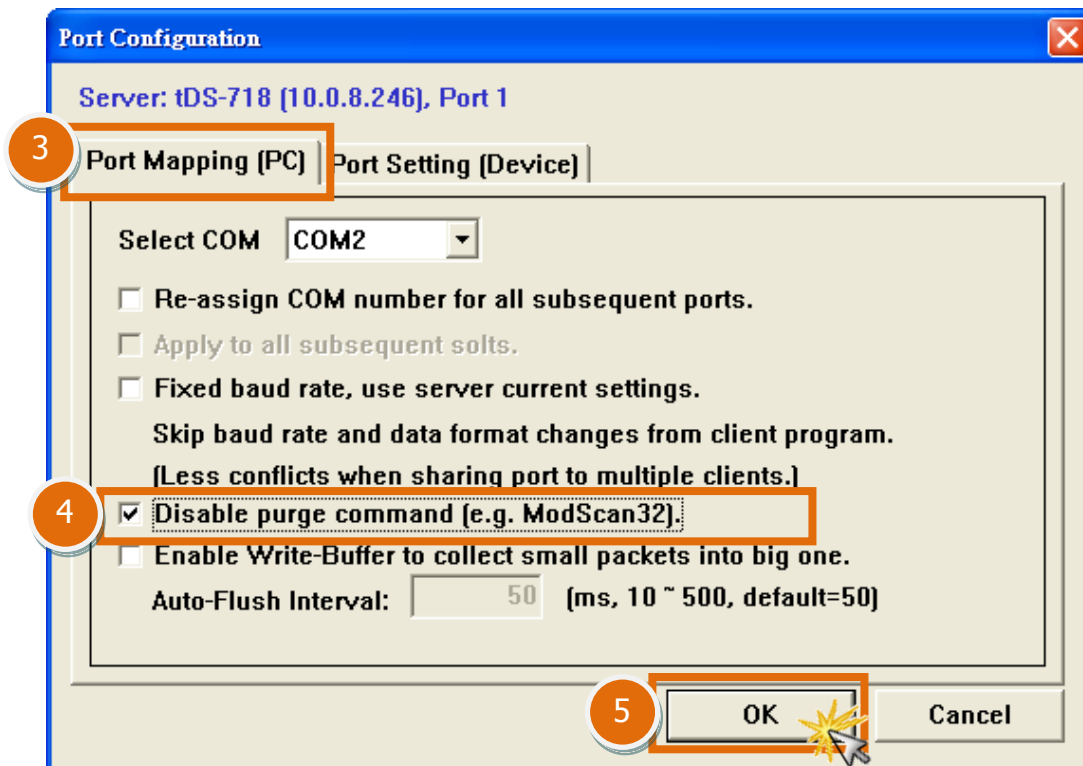 Port Configuration
Server: tDS-718 (10.0.8.246), Port 1
3
Port Mapping (PC) Port Setting (Device)
Select COM COM2
Re-assign COM number for all subsequent ports.
Apply to all subsequent solts.
Fixed baud rate, use server current settings.
Skip baud rate and data format changes from client program.
(Less conflicts when sharing port to multiple clients.)
4
Disable purge command (e.g. ModScan32).
Enable Write-Buffer to collect small packets into big one.
Auto-Flush Interval: 50 (ms, 10 ~ 500, default=50)
5
OK Cancel